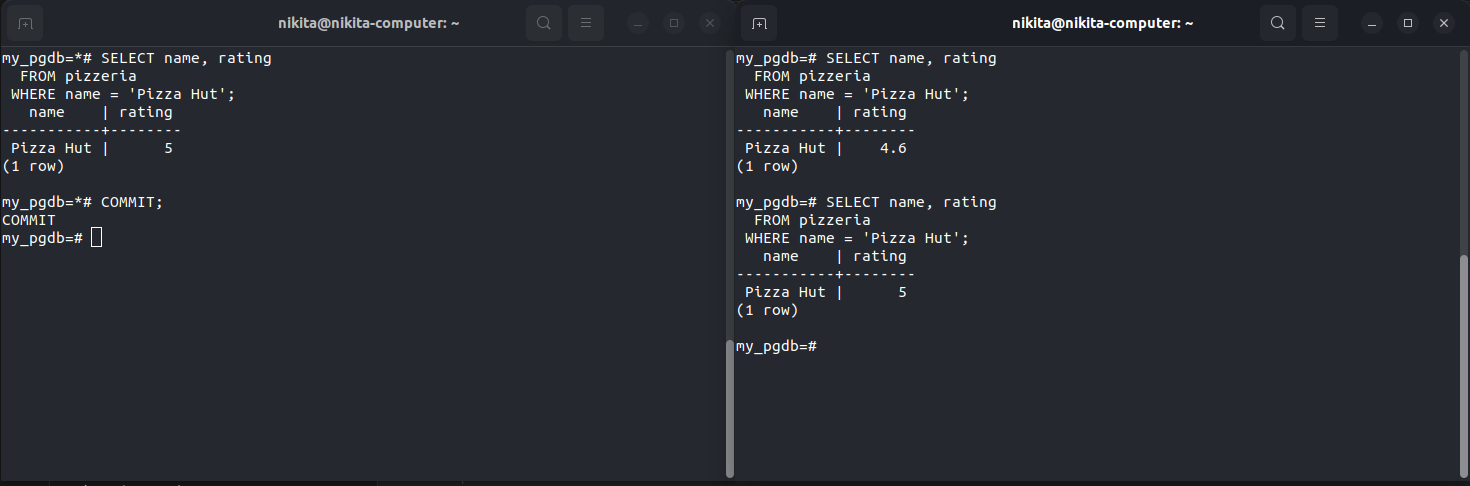 nikita@nikita-computer: ~
my_pgdb=*# SELECT name, rating
  FROM pizzeria
 WHERE name = 'Pizza Hut';
   name    | rating
-----------+--------
 Pizza Hut |      5
(1 row)

my_pgdb=*# COMMIT;
COMMIT
my_pgdb=#
nikita@nikita-computer: ~
my_pgdb=# SELECT name, rating
  FROM pizzeria
 WHERE name = 'Pizza Hut';
   name    | rating
-----------+--------
 Pizza Hut |    4.6
(1 row)

my_pgdb=# SELECT name, rating
  FROM pizzeria
 WHERE name = 'Pizza Hut';
   name    | rating
-----------+--------
 Pizza Hut |      5
(1 row)

my_pgdb=#